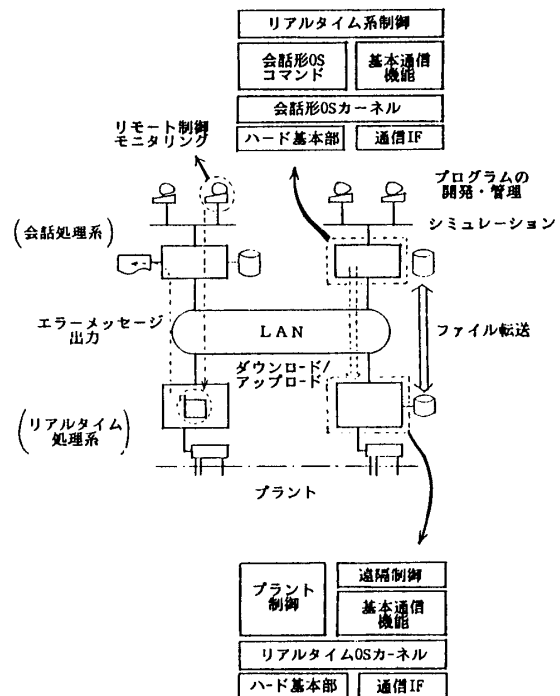 リアルタイム系制御
会話形OS
コマンド
基本通信
機能
会話形OSカーネル
ハード基本部
通信IF
リモート制御
モニタリング
プログラムの
開発・管理
シミュレーション
(会話処理系)
エラーメッセージ
出力
LAN
ファイル転送
ダウンロード/
アップロード
(リアルタイム
処理系)
プラント
プラント
制御
遠隔制御
基本通信
機能
リアルタイムOSカーネル
ハード基本部
通信IF